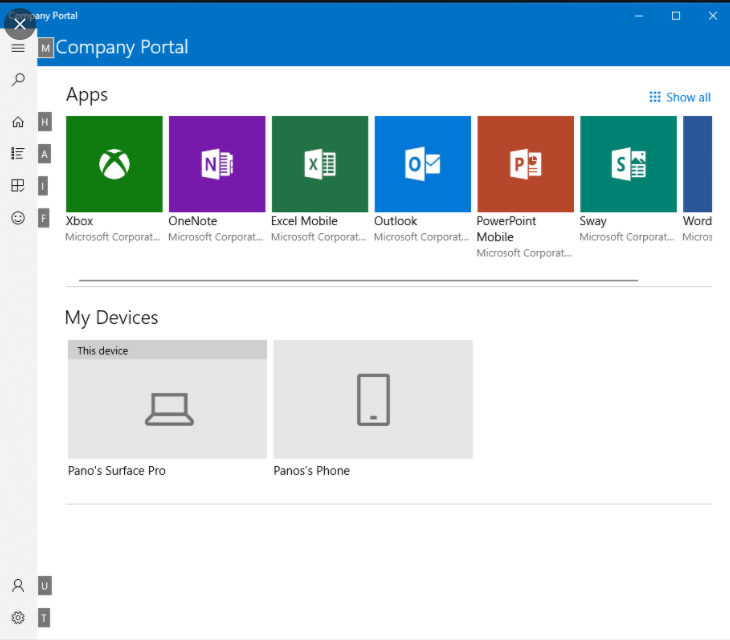 Company Portal
M
Company Portal
Apps
Show all
H
A
I
F
N
X
O
P
S
Xbox
OneNote
Excel Mobile
Outlook
PowerPoint
Mobile
Sway
Word
Microsoft Corporat...
Microsoft Corporat...
Microsoft Corporat...
Microsoft Corporat...
Microsoft Corporat...
Microsoft Corporat...
Micros
My Devices
This device
Pano's Surface Pro
Panos's Phone
U
T